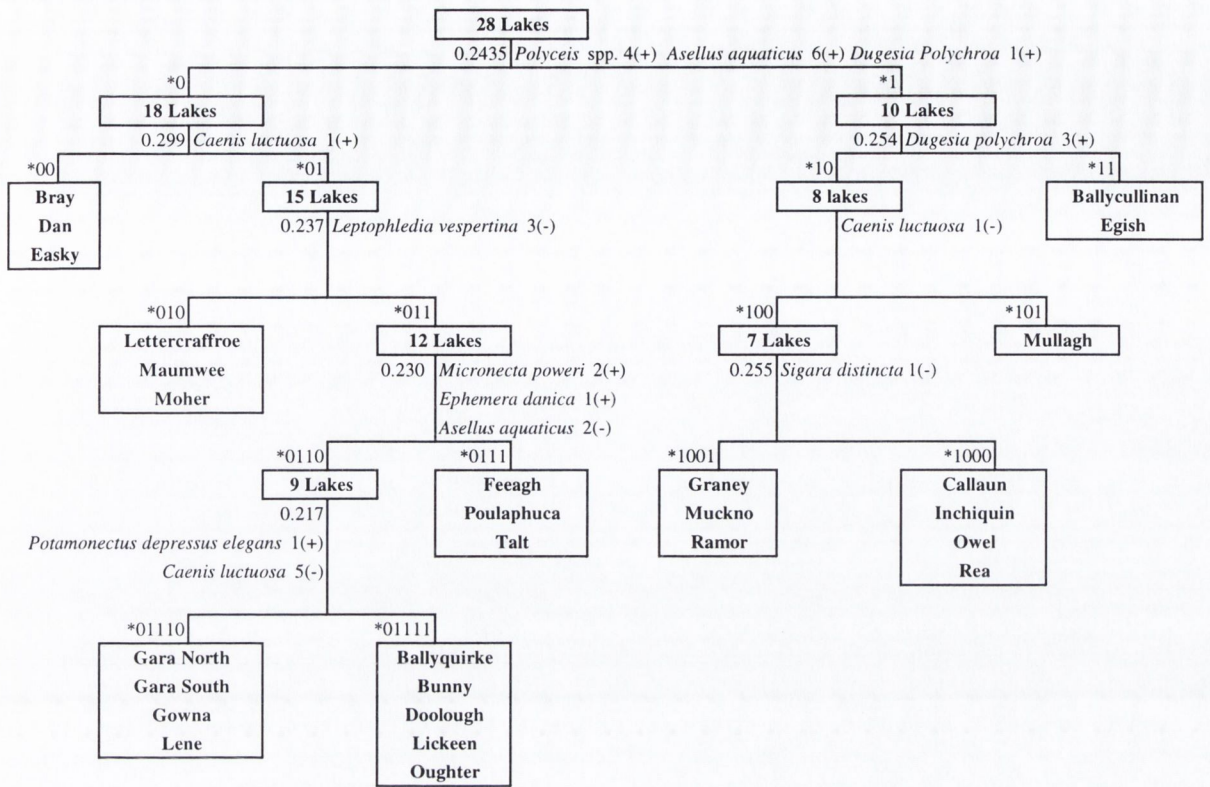 28 Lakes
0.2435 Polyceis spp. 4(+) Asellus aquaticus 6(+) Dugesia Polychroa 1(+)
*0
*1
18 Lakes
10 Lakes
0.299 Caenis luctuosa 1(+)
0.254 Dugesia polychroa 3(+)
*00
*01
*10
*11
Bray
Dan
Easky
15 Lakes
8 lakes
Ballycullinan
Egish
0.237 Leptophledia vespertina 3(-)
Caenis luctuosa 1(-)
*010
*011
*100
*101
Lettercraffroe
Maumwee
Moher
12 Lakes
7 Lakes
Mullagh
0.230 Micronecta poweri 2(+)
Ephemera danica 1(+)
Asellus aquaticus 2(-)
0.255 Sigara distincta 1(-)
*0110
*0111
*1001
*1000
9 Lakes
Feeagh
Poulaphuca
Talt
Graney
Muckno
Ramor
Callaun
Inchiquin
Owel
Rea
0.217
Potamonectus depressus elegans 1(+)
Caenis luctuosa 5(-)
*01110
*01111
Gara North
Gara South
Gowna
Lene
Ballyquirke
Bunny
Doolough
Lickeen
Oughter